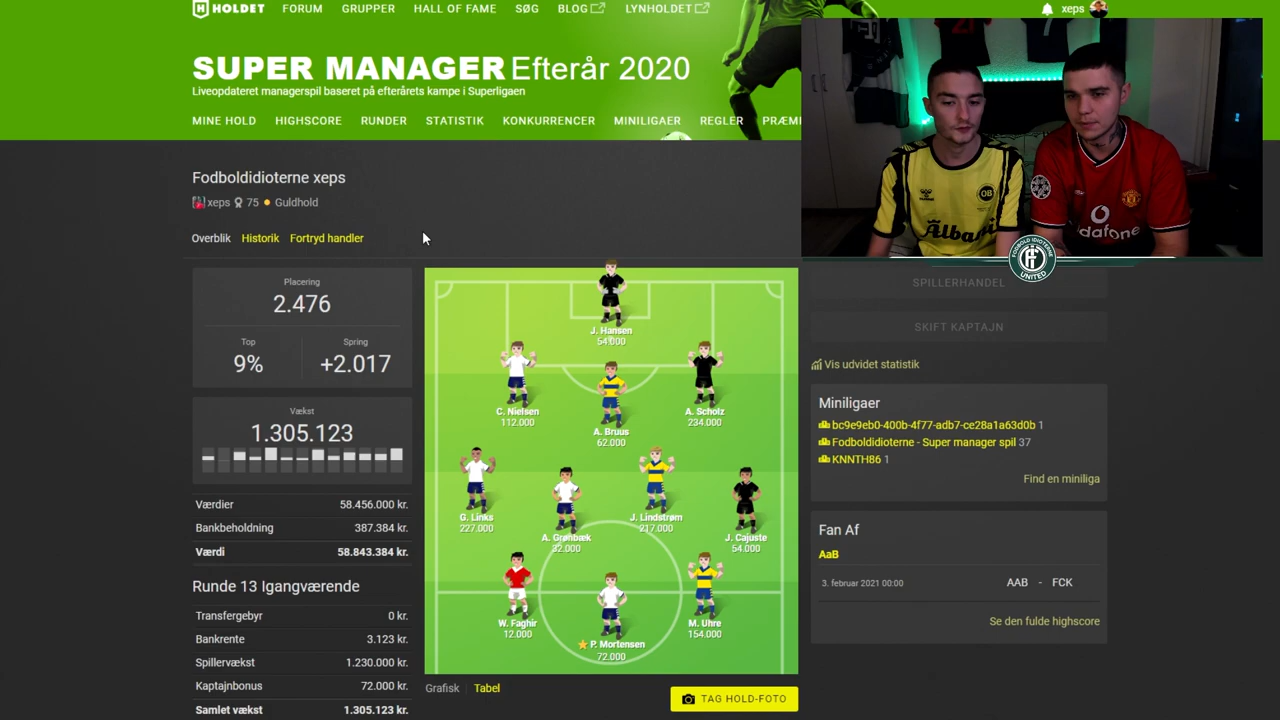 HOLDET FORUM GRUPPER HALL OF FAME SØG BLOG LYNHOLDET xeps
SUPER MANAGER Efterår 2020
Liveopdateret managerspil baseret på efterårets kampe i Superligaen
MINE HOLD HIGHSCORE RUNDER STATISTIK KONKURRENCER MINILIGAER REGLER PRÆMI
Fodboldidioterne xeps
xeps 75 Guldhold
Overblik Historik Fortryd handler
Placering
2.476
Top
9%
Spring
+2.017
Vækst
1.305.123
Værdier 58.456.000 kr.
Bankbeholdning 387.384 kr.
Værdi 58.843.384 kr.
Runde 13 Igangværende
Transfergebyr 0 kr.
Bankrente 3.123 kr.
Spillervækst 1.230.000 kr.
Kaptajnbonus 72.000 kr.
Samlet vækst 1.305.123 kr.
J. Hansen
54.000
C. Nielsen
112.000
A. Bruus
62.000
A. Scholz
234.000
G. Links
227.000
A. Grønbæk
32.000
J. Lindstrøm
217.000
J. Cajuste
54.000
W. Faghir
12.000
P. Mortensen
72.000
M. Uhre
154.000
Grafisk Tabel
TAG HOLD-FOTO
OB
Albani
vodafone
7
FODBOLD IDIOTERNE
UNITED
SPILLERHANDEL
SKIFT KAPTAJN
Vis udvidet statistik
Miniligaer
bc9e9eb0-400b-4f77-adb7-ce28a1a63d0b 1
Fodboldidioterne - Super manager spil 37
KNNTH86 1
Find en miniliga
Fan Af
AaB
3. februar 2021 00:00 AAB - FCK
Se den fulde highscore